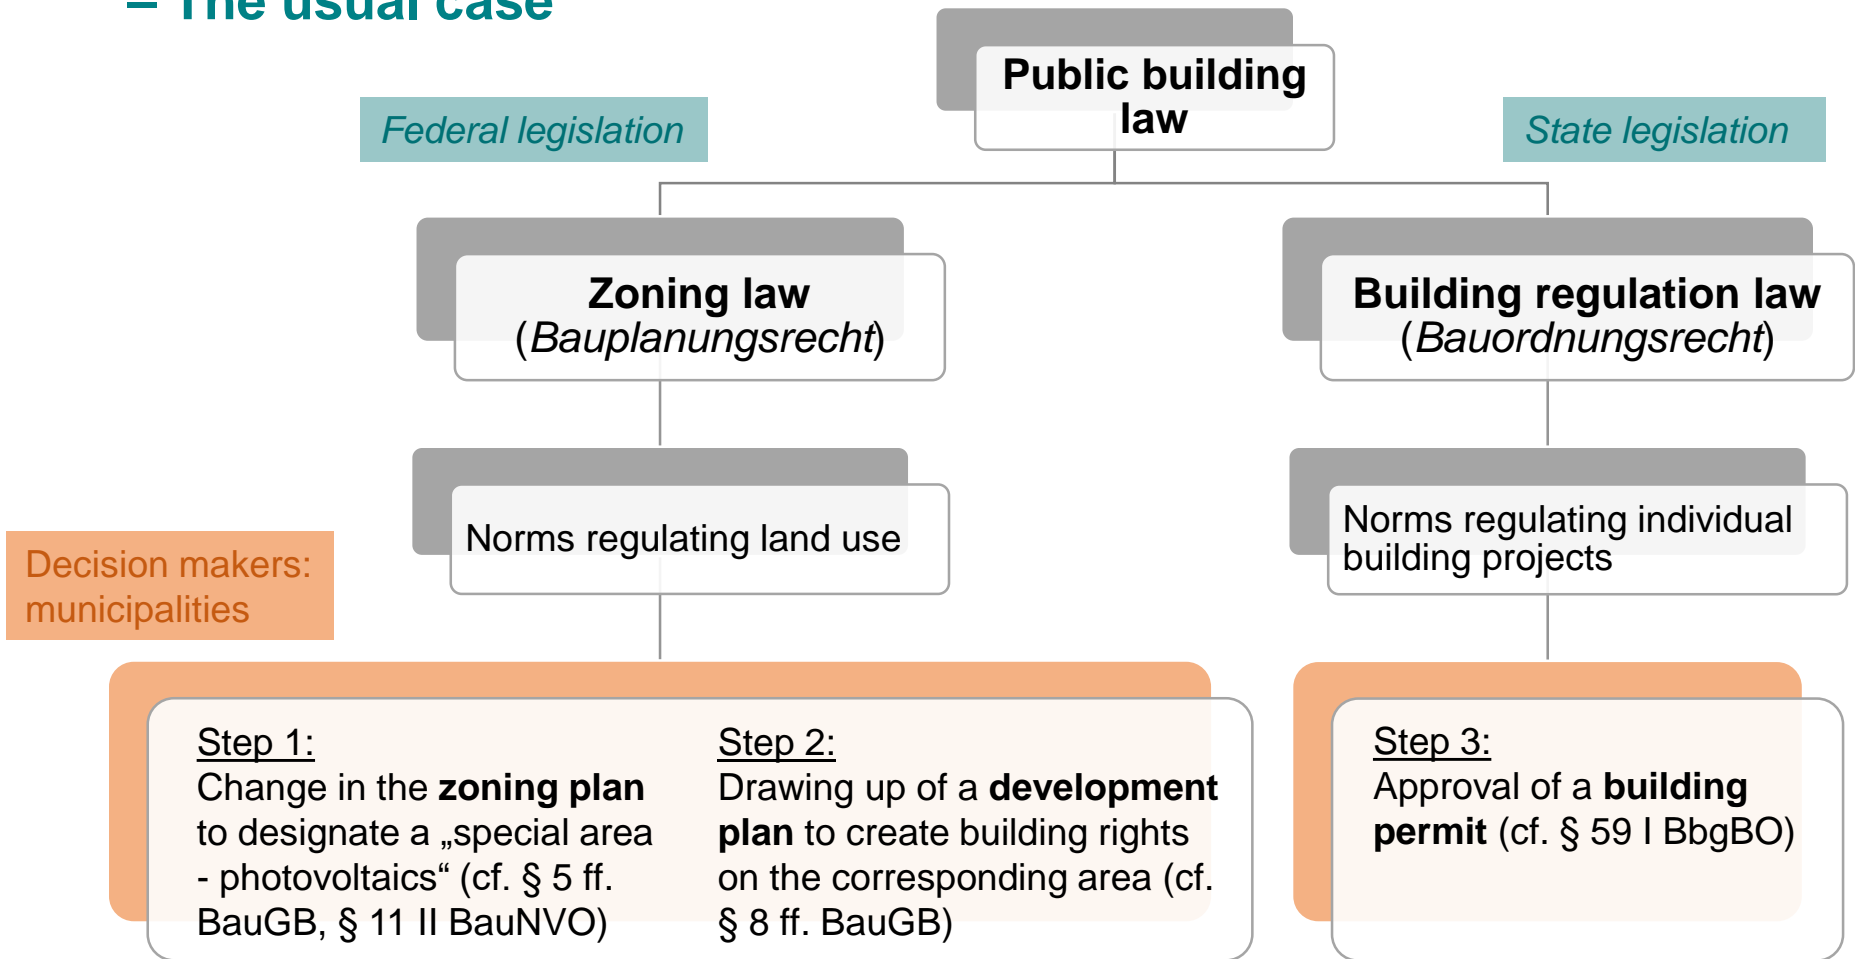 – The usual case
Public building
law
Federal legislation
State legislation
Zoning law
(Bauplanungsrecht)
Building regulation law
(Bauordnungsrecht)
Norms regulating land use
Norms regulating individual
building projects
Decision makers:
municipalities
Step 1:
Change in the zoning plan
to designate a „special area
- photovoltaics“ (cf. § 5 ff.
BauGB, § 11 II BauNVO)
Step 2:
Drawing up of a development
plan to create building rights
on the corresponding area (cf.
§ 8 ff. BauGB)
Step 3:
Approval of a building
permit (cf. § 59 I BbgBO)